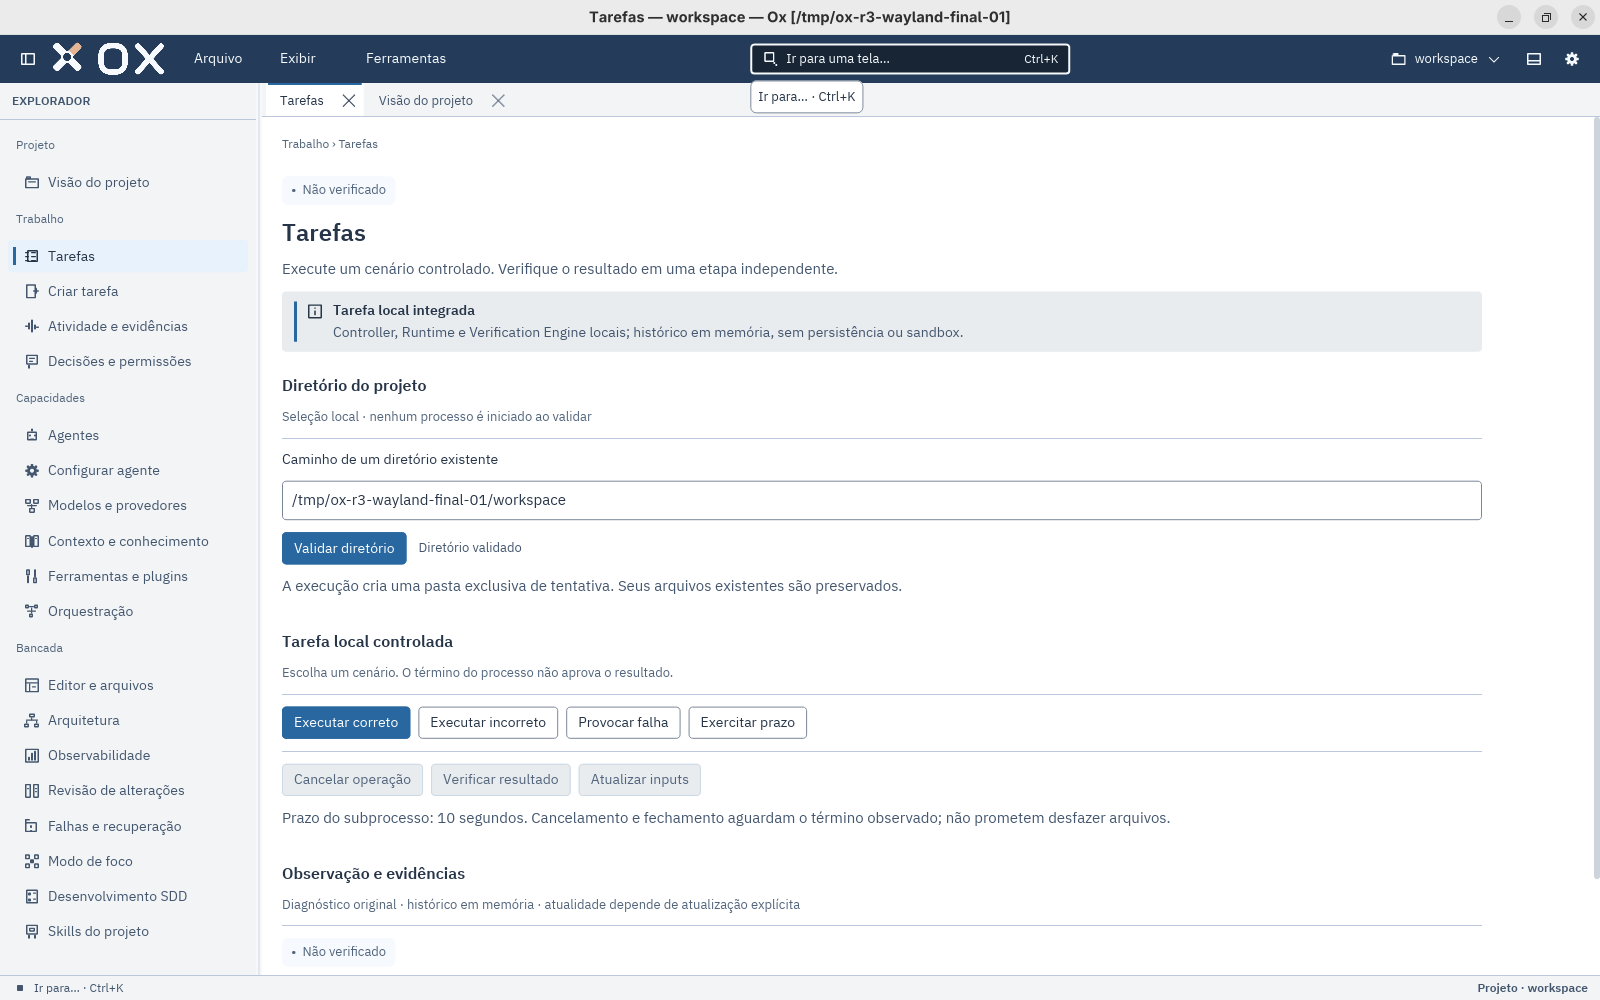 Tarefas — workspace — Ox [/tmp/ox-r3-wayland-final-01]
OX
Arquivo
Exibir
Ferramentas
Ir para uma tela...
Ctrl+K
workspace
EXPLORADOR
Tarefas
Visão do projeto
Ir para... · Ctrl+K
Projeto
Visão do projeto
Trabalho
Tarefas
Criar tarefa
Atividade e evidências
Decisões e permissões
Capacidades
Agentes
Configurar agente
Modelos e provedores
Contexto e conhecimento
Ferramentas e plugins
Orquestração
Bancada
Editor e arquivos
Arquitetura
Observabilidade
Revisão de alterações
Falhas e recuperação
Modo de foco
Desenvolvimento SDD
Skills do projeto
Trabalho › Tarefas
• Não verificado
Tarefas
Execute um cenário controlado. Verifique o resultado em uma etapa independente.
Tarefa local integrada
Controller, Runtime e Verification Engine locais; histórico em memória, sem persistência ou sandbox.
Diretório do projeto
Seleção local · nenhum processo é iniciado ao validar
Caminho de um diretório existente
/tmp/ox-r3-wayland-final-01/workspace
Validar diretório
Diretório validado
A execução cria uma pasta exclusiva de tentativa. Seus arquivos existentes são preservados.
Tarefa local controlada
Escolha um cenário. O término do processo não aprova o resultado.
Executar correto
Executar incorreto
Provocar falha
Exercitar prazo
Cancelar operação
Verificar resultado
Atualizar inputs
Prazo do subprocesso: 10 segundos. Cancelamento e fechamento aguardam o término observado; não prometem desfazer arquivos.
Observação e evidências
Diagnóstico original · histórico em memória · atualidade depende de atualização explícita
• Não verificado
Ir para... · Ctrl+K
Projeto · workspace